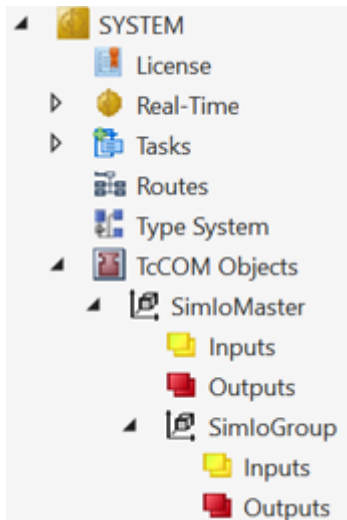 SYSTEM
License
Real-Time
Tasks
Routes
Type System
TcCOM Objects
SimIoMaster
Inputs
Outputs
SimIoGroup
Inputs
Outputs